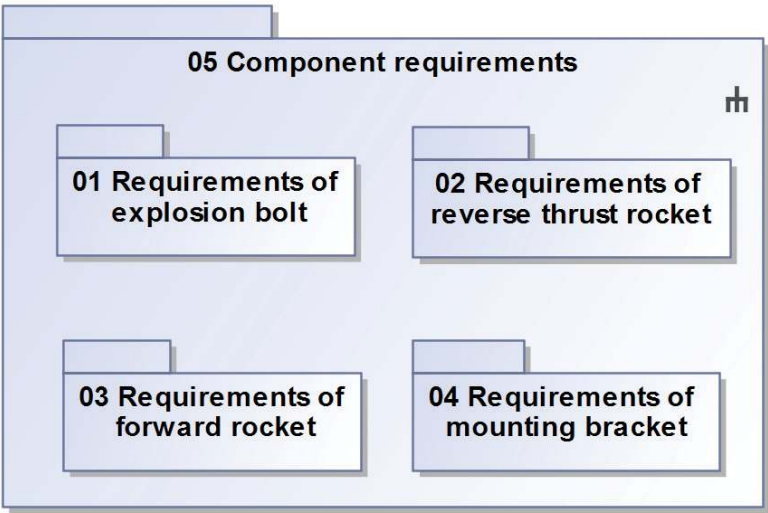 05 Component requirements
01 Requirements of
explosion bolt
02 Requirements of
reverse thrust rocket
03 Requirements of
forward rocket
04 Requirements of
mounting bracket